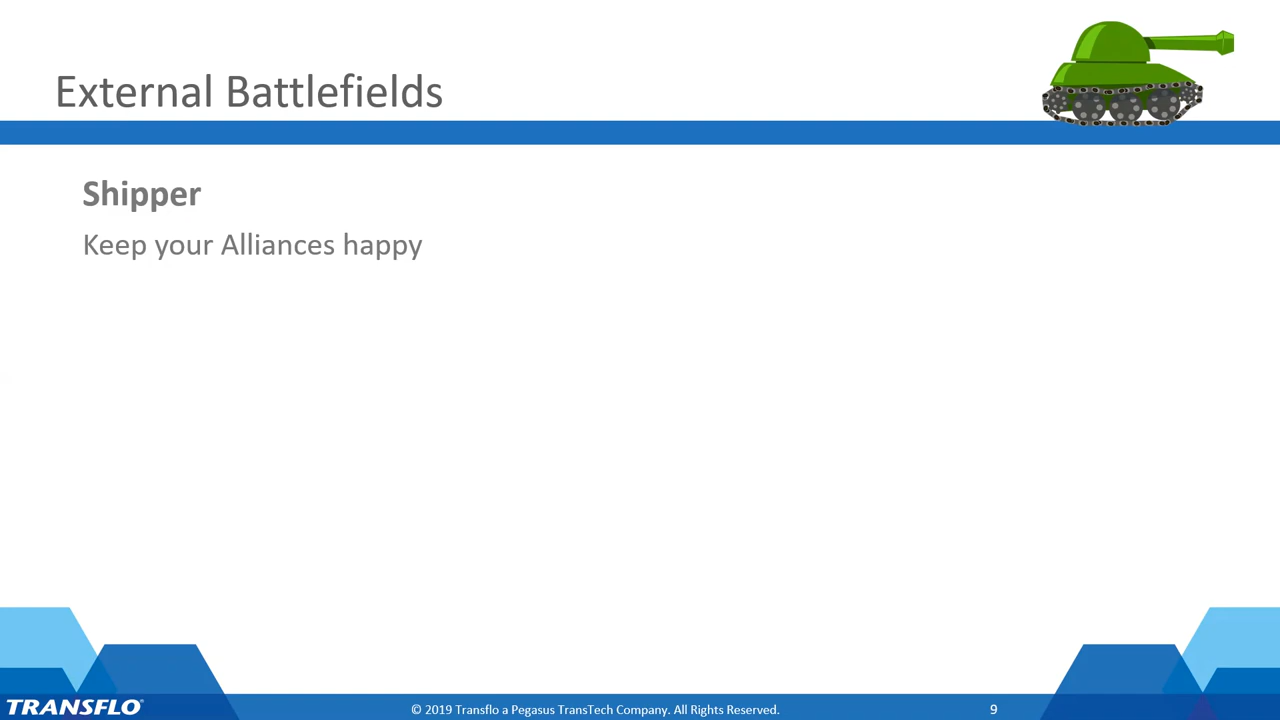 External Battlefields
Shipper
Keep your Alliances happy
TRANSFLO®
© 2019 Transflo a Pegasus TransTech Company. All Rights Reserved.
9